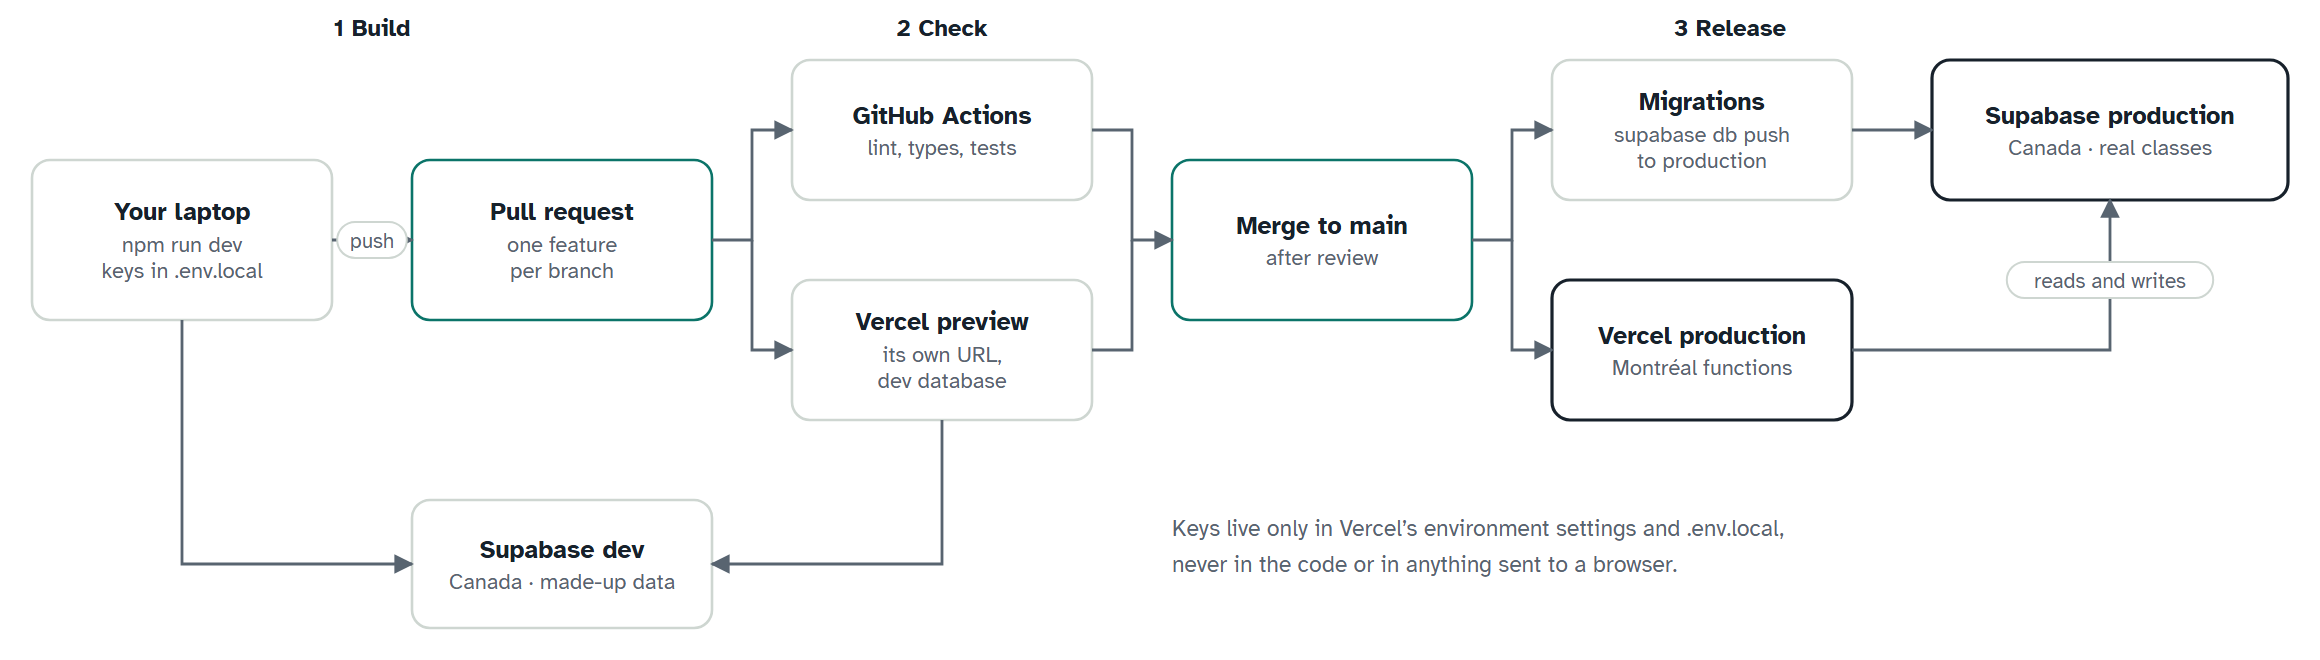 1 Build
2 Check
3 Release
Your laptop
npm run dev
keys in .env.local
push
Pull request
one feature
per branch
GitHub Actions
lint, types, tests
Vercel preview
its own URL,
dev database
Merge to main
after review
Migrations
supabase db push
to production
Supabase production
Canada · real classes
reads and writes
Vercel production
Montréal functions
Supabase dev
Canada · made-up data
Keys live only in Vercel’s environment settings and .env.local,
never in the code or in anything sent to a browser.